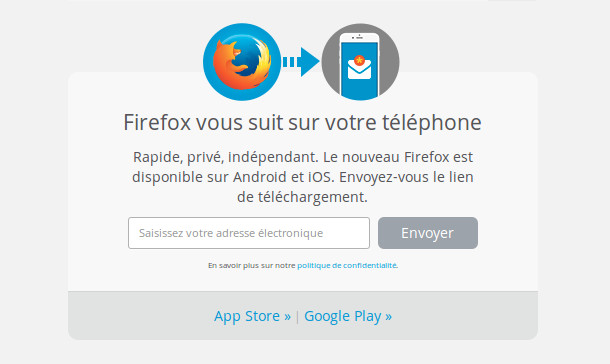 Firefox vous suit sur votre téléphone
Rapide, privé, indépendant. Le nouveau Firefox est
disponible sur Android et iOS. Envoyez-vous le lien
de téléchargement.
Saisissez votre adresse électronique
Envoyer
En savoir plus sur notre politique de confidentialité.
App Store » | Google Play »